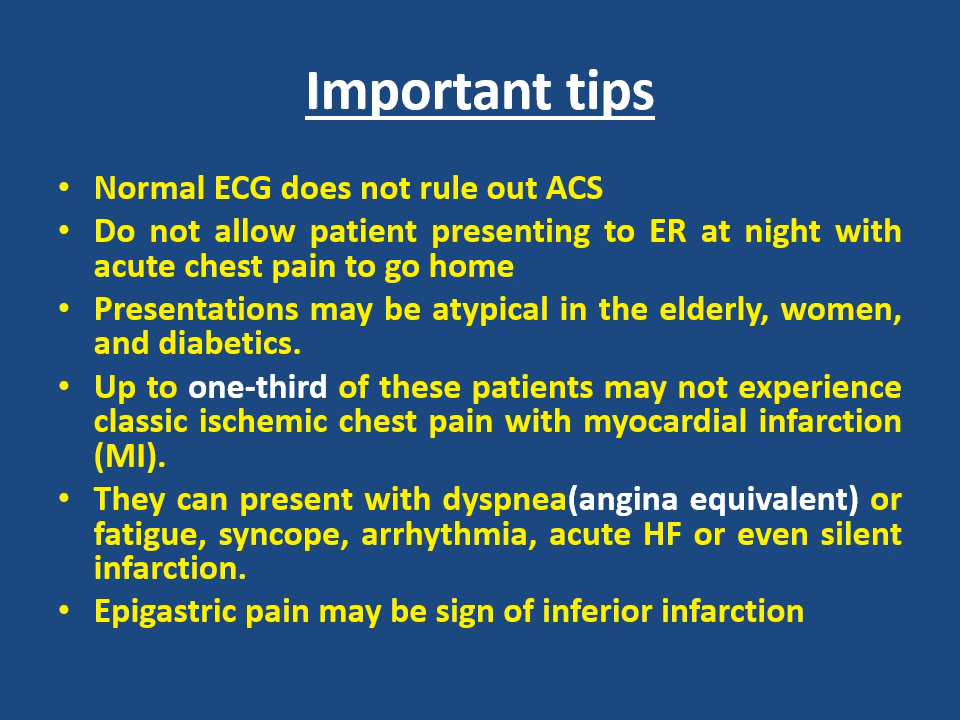 Important tips
• Normal ECG does not rule out ACS
• Do not allow patient presenting to ER at night with
acute chest pain to go home
• Presentations may be atypical in the elderly, women,
and diabetics.
• Up to one-third of these patients may not experience
classic ischemic chest pain with myocardial infarction
(MI).
• They can present with dyspnea(angina equivalent) or
fatigue, syncope, arrhythmia, acute HF or even silent
infarction.
• Epigastric pain may be sign of inferior infarction